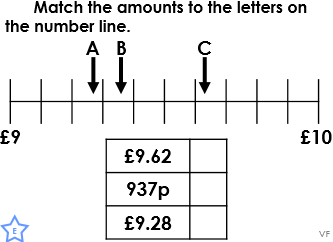 Match the amounts to the letters on
the number line.
A B C
£9 £10
£9.62
937p
£9.28
E
VF